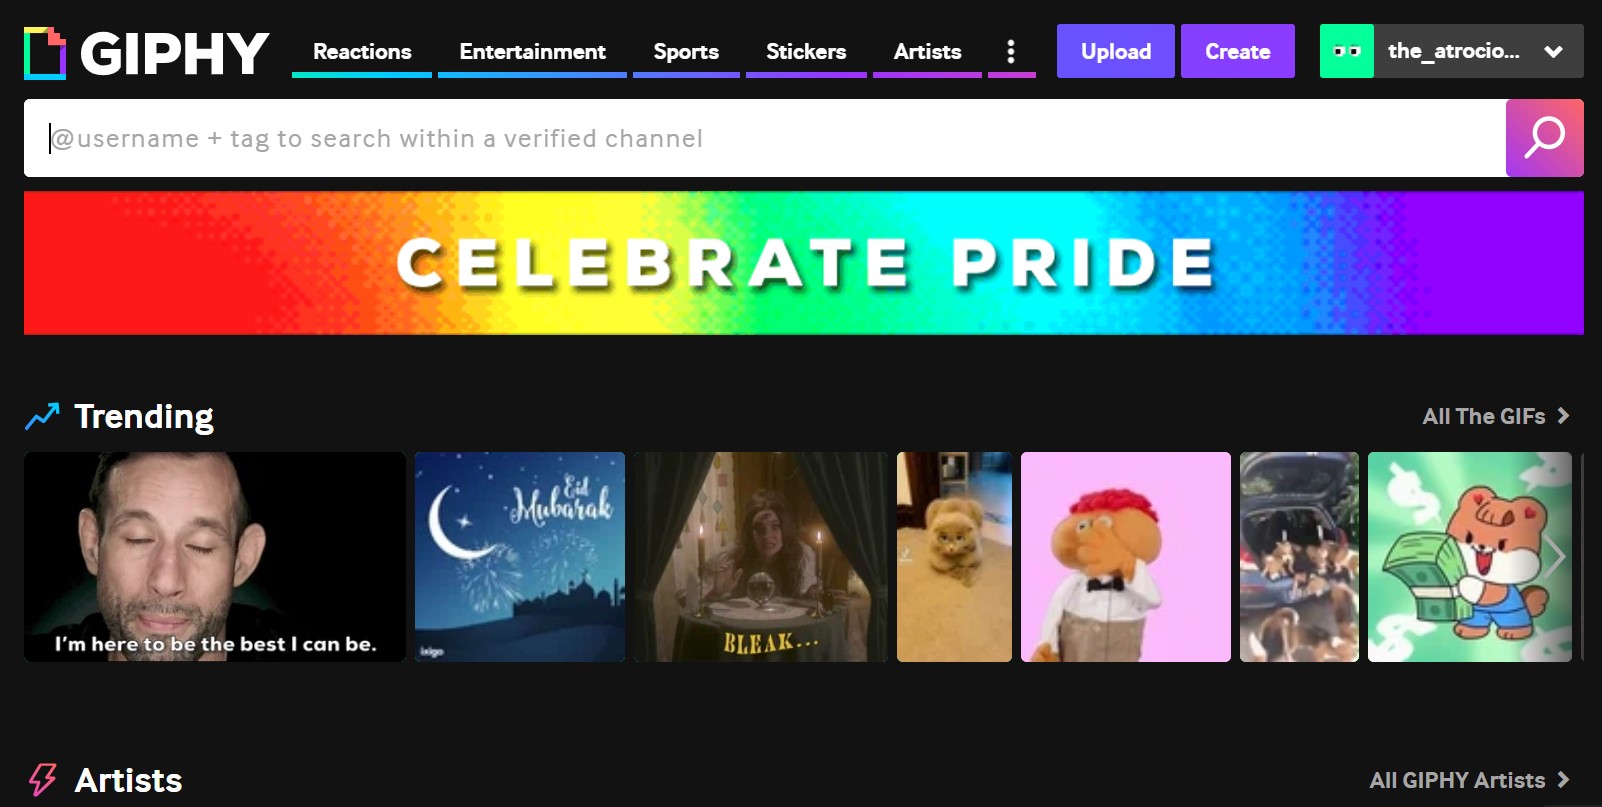 GIPHY
Reactions
Entertainment
Sports
Stickers
Artists
Upload
Create
the_atrocio...
@username + tag to search within a verified channel
CELEBRATE PRIDE
Trending
All The GIFs
I'm here to be the best I can be.
Eid
Mubarak
ixigo
BLEAK...
Artists
All GIPHY Artists